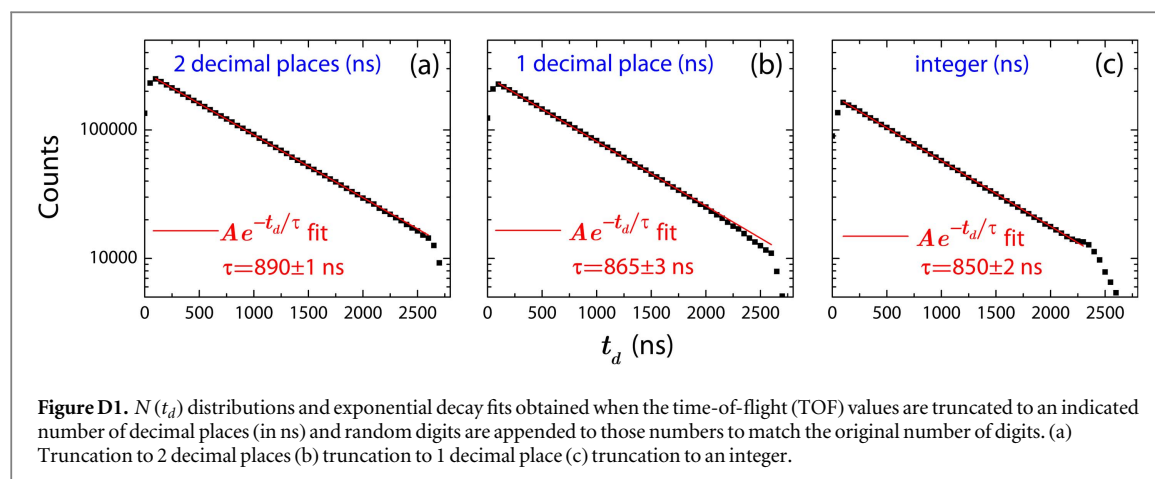 2 decimal places (ns) (a)
1 decimal place (ns) (b)
integer (ns) (c)
Counts
100000
10000
Ae^{-t_d/τ} fit
τ=890±1 ns
Ae^{-t_d/τ} fit
τ=865±3 ns
Ae^{-t_d/τ} fit
τ=850±2 ns
0 500 1000 1500 2000 2500
0 500 1000 1500 2000 2500
0 500 1000 1500 2000 2500
t_d (ns)
Figure D1. N (t_d) distributions and exponential decay fits obtained when the time-of-flight (TOF) values are truncated to an indicated
number of decimal places (in ns) and random digits are appended to those numbers to match the original number of digits. (a)
Truncation to 2 decimal places (b) truncation to 1 decimal place (c) truncation to an integer.